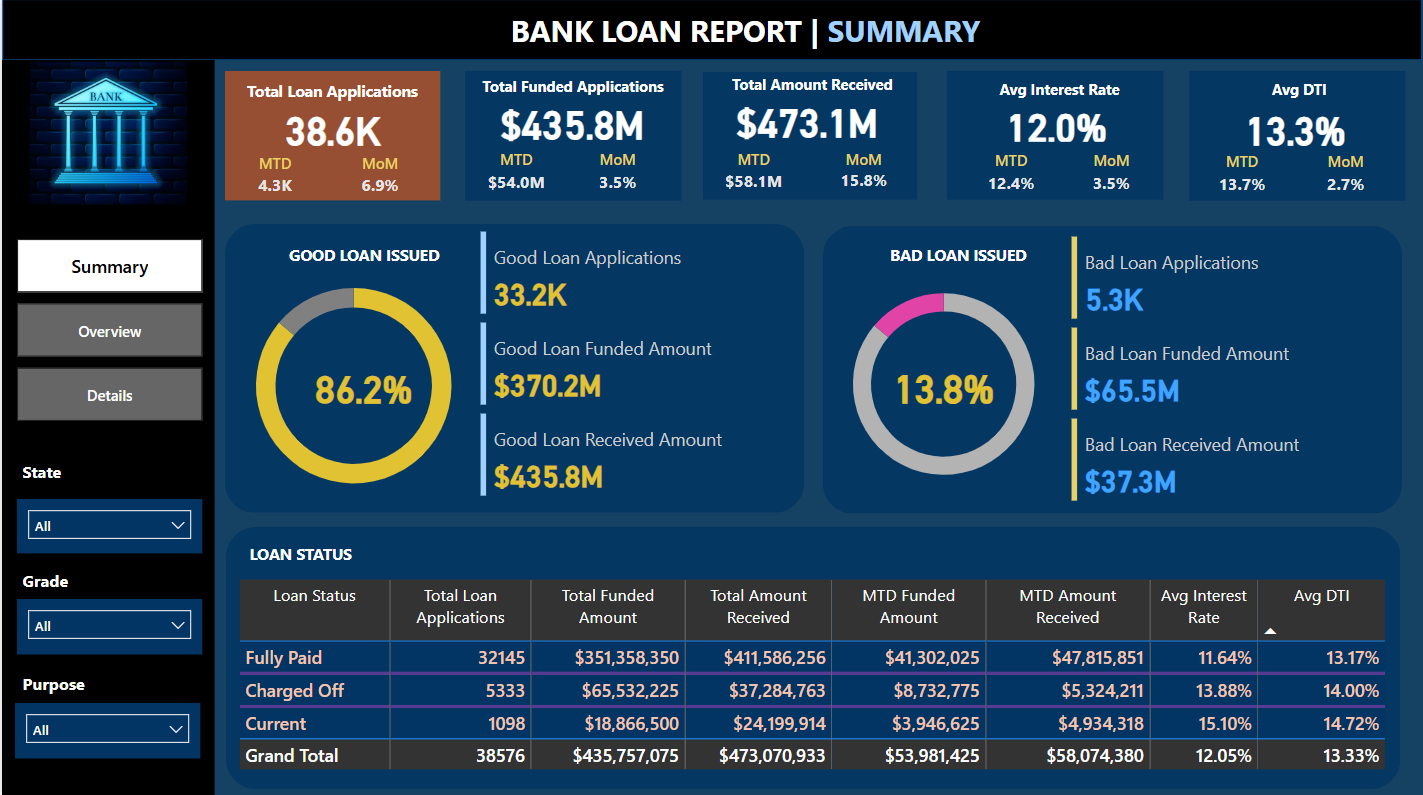 BANK LOAN REPORT | SUMMARY
BANK
Total Loan Applications
38.6K
MTD MoM
4.3K 6.9%
Total Funded Applications
$435.8M
MTD MoM
$54.0M 3.5%
Total Amount Received
$473.1M
MTD MoM
$58.1M 15.8%
Avg Interest Rate
12.0%
MTD MoM
12.4% 3.5%
Avg DTI
13.3%
MTD MoM
13.7% 2.7%
Summary
Overview
Details
State
All
Grade
All
Purpose
All
GOOD LOAN ISSUED
86.2%
Good Loan Applications
33.2K
Good Loan Funded Amount
$370.2M
Good Loan Received Amount
$435.8M
BAD LOAN ISSUED
13.8%
Bad Loan Applications
5.3K
Bad Loan Funded Amount
$65.5M
Bad Loan Received Amount
$37.3M
LOAN STATUS
Loan Status Total Loan Applications Total Funded Amount Total Amount Received MTD Funded Amount MTD Amount Received Avg Interest Rate Avg DTI
Fully Paid 32145 $351,358,350 $411,586,256 $41,302,025 $47,815,851 11.64% 13.17%
Charged Off 5333 $65,532,225 $37,284,763 $8,732,775 $5,324,211 13.88% 14.00%
Current 1098 $18,866,500 $24,199,914 $3,946,625 $4,934,318 15.10% 14.72%
Grand Total 38576 $435,757,075 $473,070,933 $53,981,425 $58,074,380 12.05% 13.33%